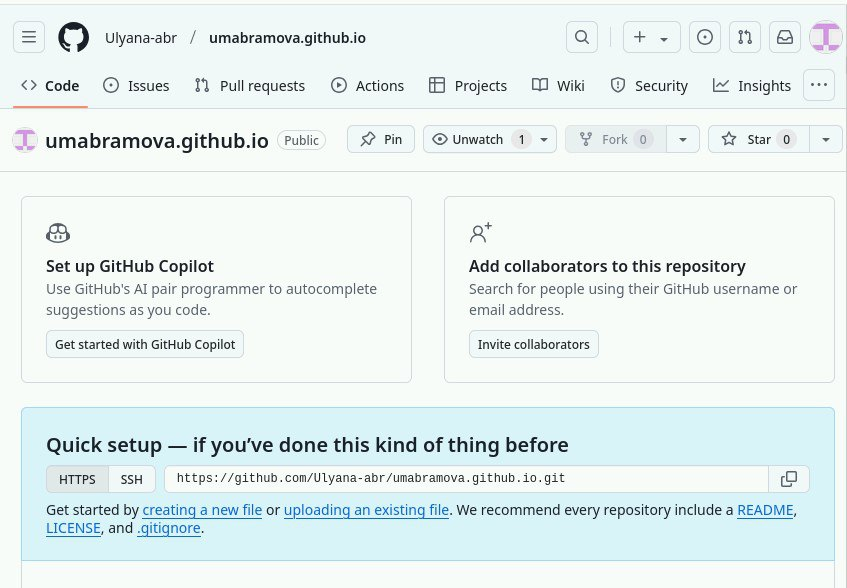 Ulyana-abr / umabramova.github.io
Code Issues Pull requests Actions Projects Wiki Security Insights
umabramova.github.io Public Pin Unwatch 1 Fork 0 Star 0
Set up GitHub Copilot
Use GitHub's AI pair programmer to autocomplete
suggestions as you code.
Get started with GitHub Copilot
Add collaborators to this repository
Search for people using their GitHub username or
email address.
Invite collaborators
Quick setup — if you’ve done this kind of thing before
HTTPS SSH https://github.com/Ulyana-abr/umabramova.github.io.git
Get started by creating a new file or uploading an existing file. We recommend every repository include a README,
LICENSE, and .gitignore.